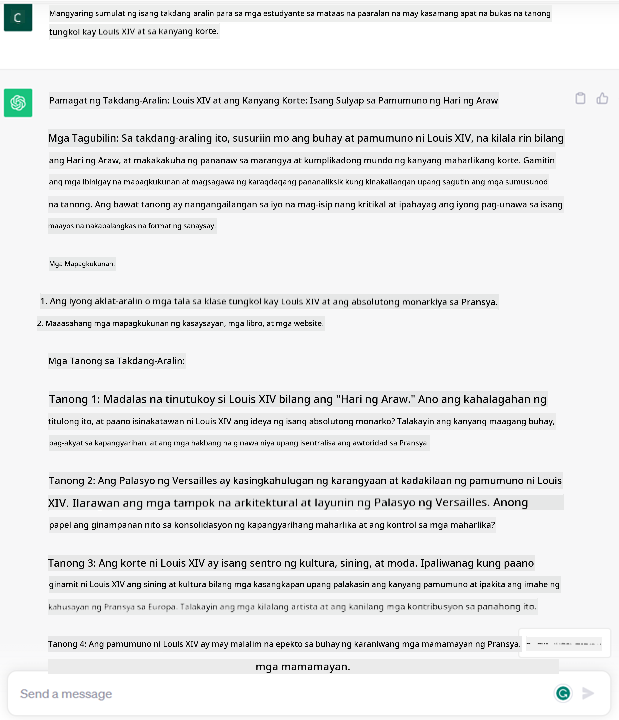 C
Mangyaring sumulat ng isang takdang aralin para sa mga estudyante sa mataas na paaralan na may kasamang apat na bukas na tanong
tungkol kay Louis XIV at sa kanyang korte.
Pamagat ng Takdang-Aralin: Louis XIV at ang Kanyang Korte: Isang Sulyap sa Pamumuno ng Hari ng Araw
Mga Tagubilin: Sa takdang-araling ito, susuriin mo ang buhay at pamumuno ni Louis XIV, na kilala rin bilang
ang Hari ng Araw, at makakakuha ng pananaw sa marangya at kumplikadong mundo ng kanyang maharlikang korte. Gamitin
ang mga ibinigay na mapagkukunan at magsagawa ng karagdagang pananaliksik kung kinakailangan upang sagutin ang mga sumusunod
na tanong. Ang bawat tanong ay nangangailangan sa iyo na mag-isip nang kritikal at ipahayag ang iyong pag-unawa sa isang
maayos na nakabalangkas na format ng sanaysay.
Mga Mapagkukunan:
1. Ang iyong aklat-aralin o mga tala sa klase tungkol kay Louis XIV at ang absolutong monarkiya sa Pransya.
2. Maaasahang mga mapagkukunan ng kasaysayan, mga libro, at mga website.
Mga Tanong sa Takdang-Aralin:
Tanong 1: Madalas na tinutukoy si Louis XIV bilang ang "Hari ng Araw." Ano ang kahalagahan ng
titulong ito, at paano isinakatawan ni Louis XIV ang ideya ng isang absolutong monarko? Talakayin ang kanyang maagang buhay,
pag-akyat sa kapangyarihan, at ang mga hakbang na ginawa niya upang isentralisa ang awtoridad sa Pransya.
Tanong 2: Ang Palasyo ng Versailles ay kasingkahulugan ng karangyaan at kadakilaan ng pamumuno ni Louis
XIV. Ilarawan ang mga tampok na arkitektural at layunin ng Palasyo ng Versailles. Anong
papel ang ginampanan nito sa konsolidasyon ng kapangyarihang maharlika at ang kontrol sa mga maharlika?
Tanong 3: Ang korte ni Louis XIV ay isang sentro ng kultura, sining, at moda. Ipaliwanag kung paano
ginamit ni Louis XIV ang sining at kultura bilang mga kasangkapan upang palakasin ang kanyang pamumuno at ipakita ang imahe ng
kahusayan ng Pransya sa Europa. Talakayin ang mga kilalang artista at ang kanilang mga kontribusyon sa panahong ito.
Tanong 4: Ang pamumuno ni Louis XIV ay may malalim na epekto sa buhay ng karaniwang mga mamamayan ng Pransya.
mga mamamayan.
Send a message